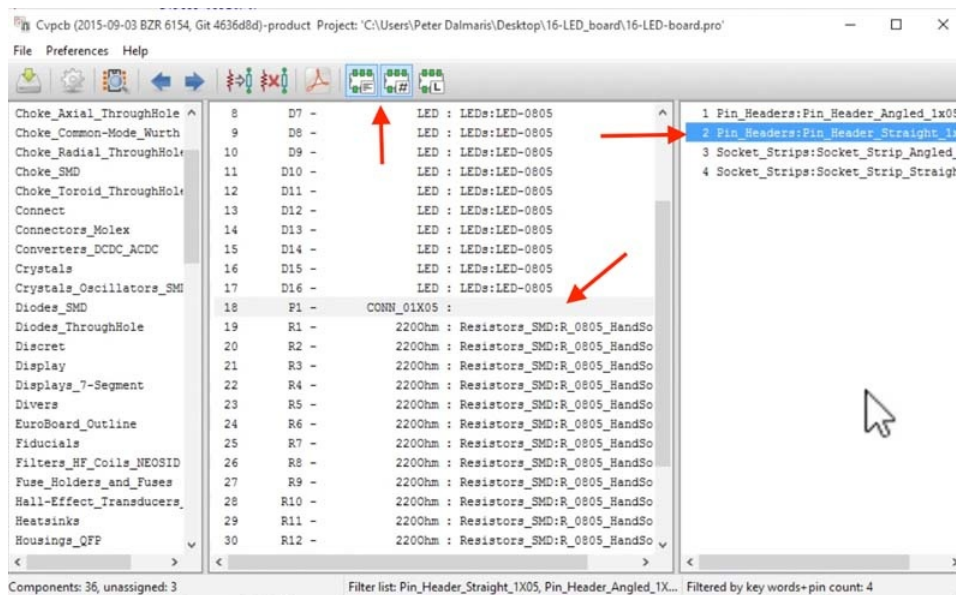 Cvpcb (2015-09-03 BZR 6154, Git 4636d8d)-product Project: 'C:\Users\Peter Dalmaris\Desktop\16-LED_board\16-LED-board.pro'
File Preferences Help
Choke_Axial_ThroughHole
Choke_Common-Mode_Wurth
Choke_Radial_ThroughHole
Choke_SMD
Choke_Toroid_ThroughHole
Connect
Connectors_Molex
Converters_DCDC_ACDC
Crystals
Crystals_Oscillators_SMD
Diodes_SMD
Diodes_ThroughHole
Discret
Display
Displays_7-Segment
Divers
EuroBoard_Outline
Fiducials
Filters_HF_Coils_NEOSID
Fuse_Holders_and_Fuses
Hall-Effect_Transducers_
Heatsinks
Housings_QFP
8 D7 - LED : LEDs:LED-0805
9 D8 - LED : LEDs:LED-0805
10 D9 - LED : LEDs:LED-0805
11 D10 - LED : LEDs:LED-0805
12 D11 - LED : LEDs:LED-0805
13 D12 - LED : LEDs:LED-0805
14 D13 - LED : LEDs:LED-0805
15 D14 - LED : LEDs:LED-0805
16 D15 - LED : LEDs:LED-0805
17 D16 - LED : LEDs:LED-0805
18 P1 - CONN_01X05 :
19 R1 - 220Ohm : Resistors_SMD:R_0805_HandSo
20 R2 - 220Ohm : Resistors_SMD:R_0805_HandSo
21 R3 - 220Ohm : Resistors_SMD:R_0805_HandSo
22 R4 - 220Ohm : Resistors_SMD:R_0805_HandSo
23 R5 - 220Ohm : Resistors_SMD:R_0805_HandSo
24 R6 - 220Ohm : Resistors_SMD:R_0805_HandSo
25 R7 - 220Ohm : Resistors_SMD:R_0805_HandSo
26 R8 - 220Ohm : Resistors_SMD:R_0805_HandSo
27 R9 - 220Ohm : Resistors_SMD:R_0805_HandSo
28 R10 - 220Ohm : Resistors_SMD:R_0805_HandSo
29 R11 - 220Ohm : Resistors_SMD:R_0805_HandSo
30 R12 - 220Ohm : Resistors_SMD:R_0805_HandSo
1 Pin_Headers:Pin_Header_Angled_1x05
2 Pin_Headers:Pin_Header_Straight_1x
3 Socket_Strips:Socket_Strip_Angled_
4 Socket_Strips:Socket_Strip_Straigh
Components: 36, unassigned: 3
Filter list: Pin_Header_Straight_1X05, Pin_Header_Angled_1X...
Filtered by key words+pin count: 4